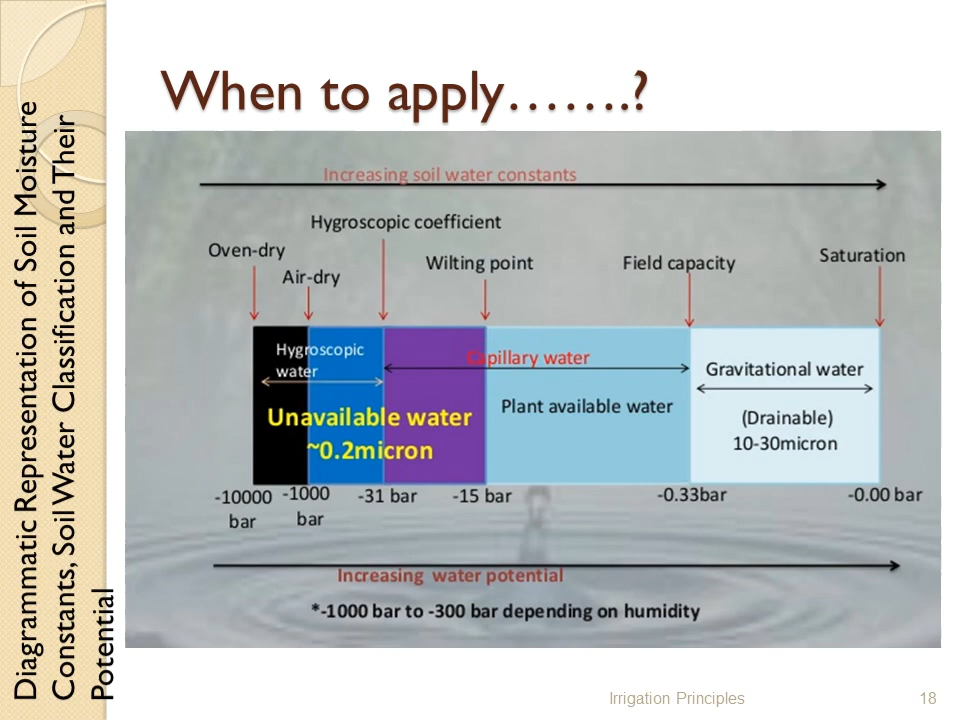 When to apply…….?
Diagrammatic Representation of Soil Moisture
Constants, Soil Water Classification and Their
Potential
Increasing soil water constants
Hygroscopic coefficient
Oven-dry
Air-dry
Wilting point
Field capacity
Saturation
Hygroscopic
water
Capillary water
Gravitational water
Unavailable water
~0.2micron
Plant available water
(Drainable)
10-30micron
-10000
bar
-1000
bar
-31 bar
-15 bar
-0.33bar
-0.00 bar
Increasing water potential
*-1000 bar to -300 bar depending on humidity
Irrigation Principles
18